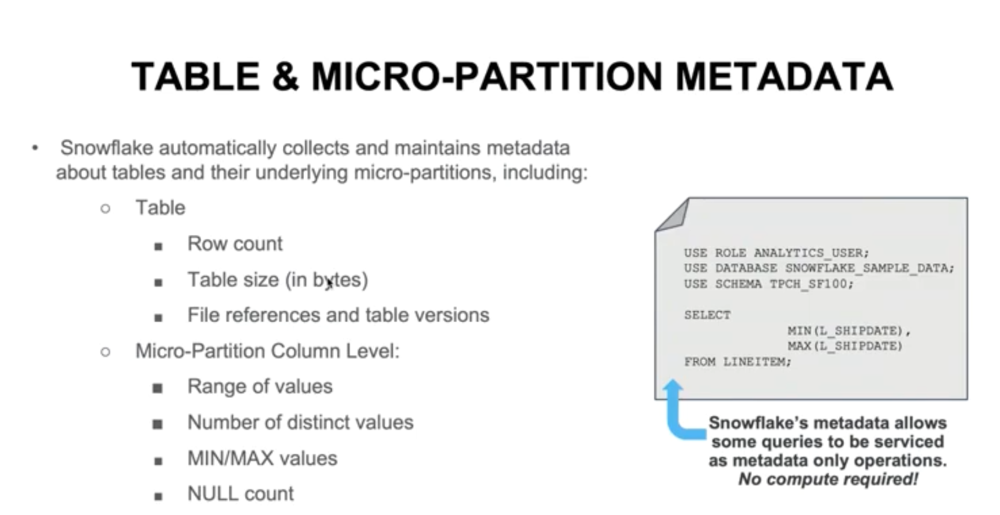 TABLE & MICRO-PARTITION METADATA
• Snowflake automatically collects and maintains metadata
about tables and their underlying micro-partitions, including:
○ Table
■ Row count
■ Table size (in bytes)
■ File references and table versions
○ Micro-Partition Column Level:
■ Range of values
■ Number of distinct values
■ MIN/MAX values
■ NULL count
USE ROLE ANALYTICS_USER;
USE DATABASE SNOWFLAKE_SAMPLE_DATA;
USE SCHEMA TPCH_SF100;
SELECT
MIN(L_SHIPDATE),
MAX(L_SHIPDATE)
FROM LINEITEM;
Snowflake's metadata allows
some queries to be serviced
as metadata only operations.
No compute required!